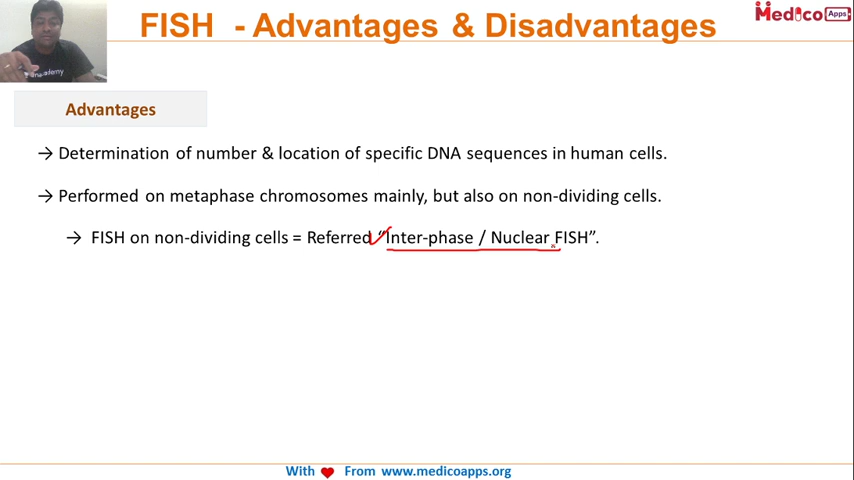 FISH - Advantages & Disadvantages
Medico Apps
Advantages
→ Determination of number & location of specific DNA sequences in human cells.
→ Performed on metaphase chromosomes mainly, but also on non-dividing cells.
→ FISH on non-dividing cells = Referred “Inter-phase / Nuclear FISH”.
With ❤ From www.medicoapps.org